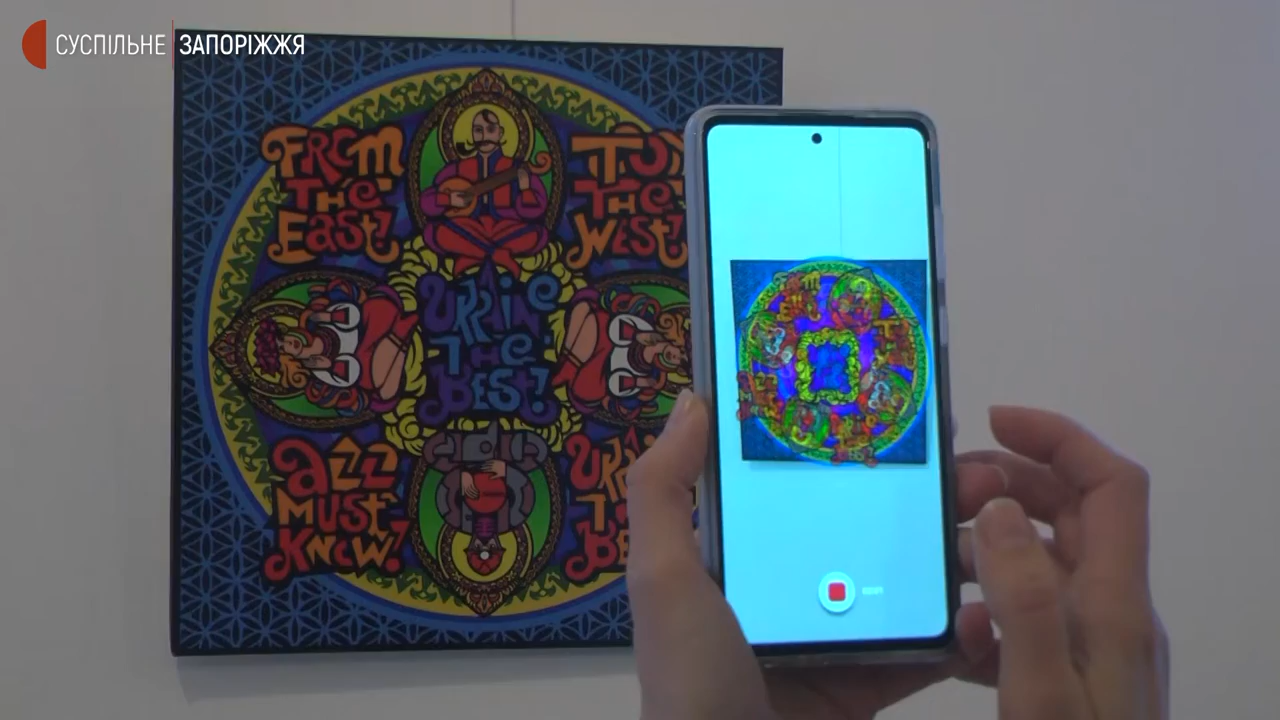 СУСПІЛЬНЕ ЗАПОРІЖЖЯ
FROM
THE
EAST!
TO
THE
WEST!
UKRAINE
THE
BEST!
ALL
MUST
KNOW!